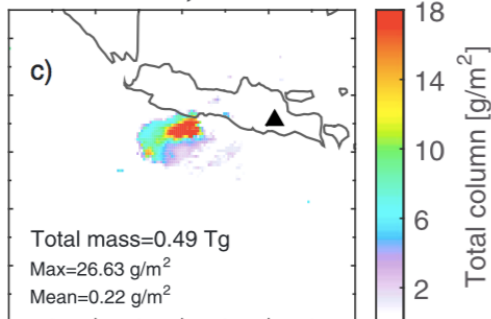 c)
Total mass=0.49 Tg
Max=26.63 g/m²
Mean=0.22 g/m²
18
14
10
6
2
Total column [g/m²]